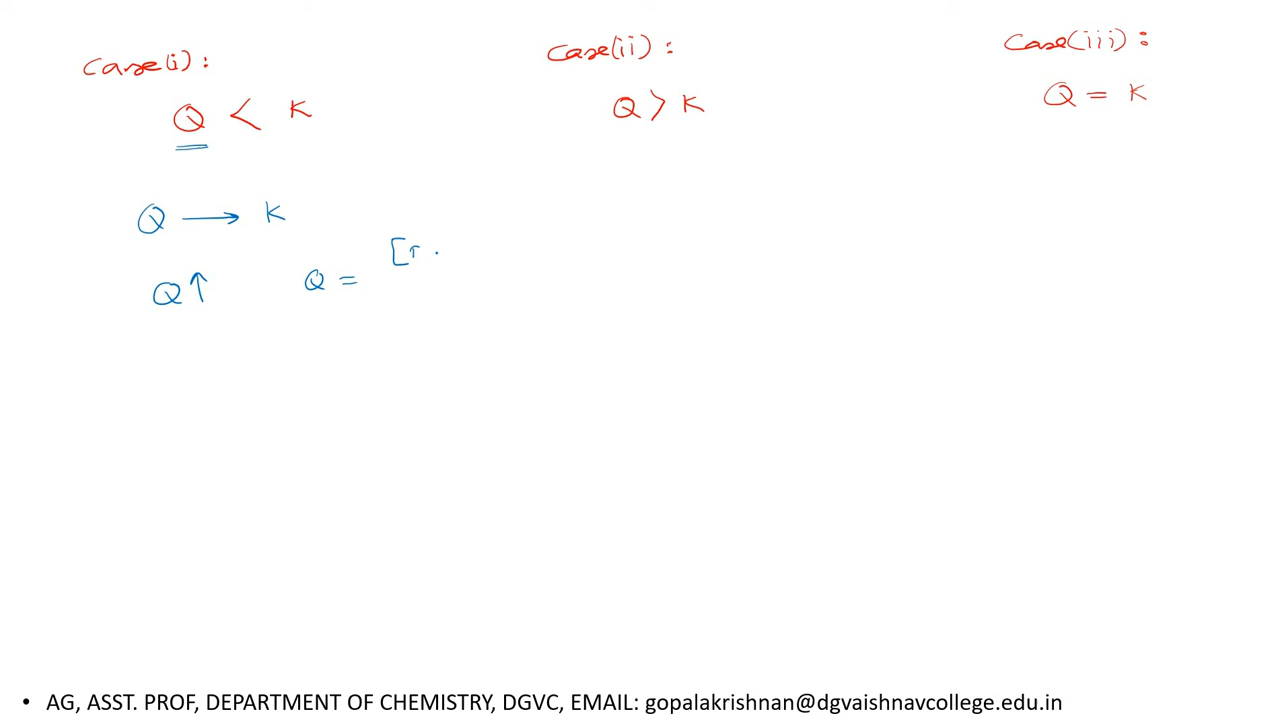 Case(i):
Q < K
Q ⟶ K
Q↑
Q = [
Case(ii):
Q > K
Case(iii):
Q = K
• AG, ASST. PROF, DEPARTMENT OF CHEMISTRY, DGVC, EMAIL: gopalakrishnan@dgvaishnavcollege.edu.in